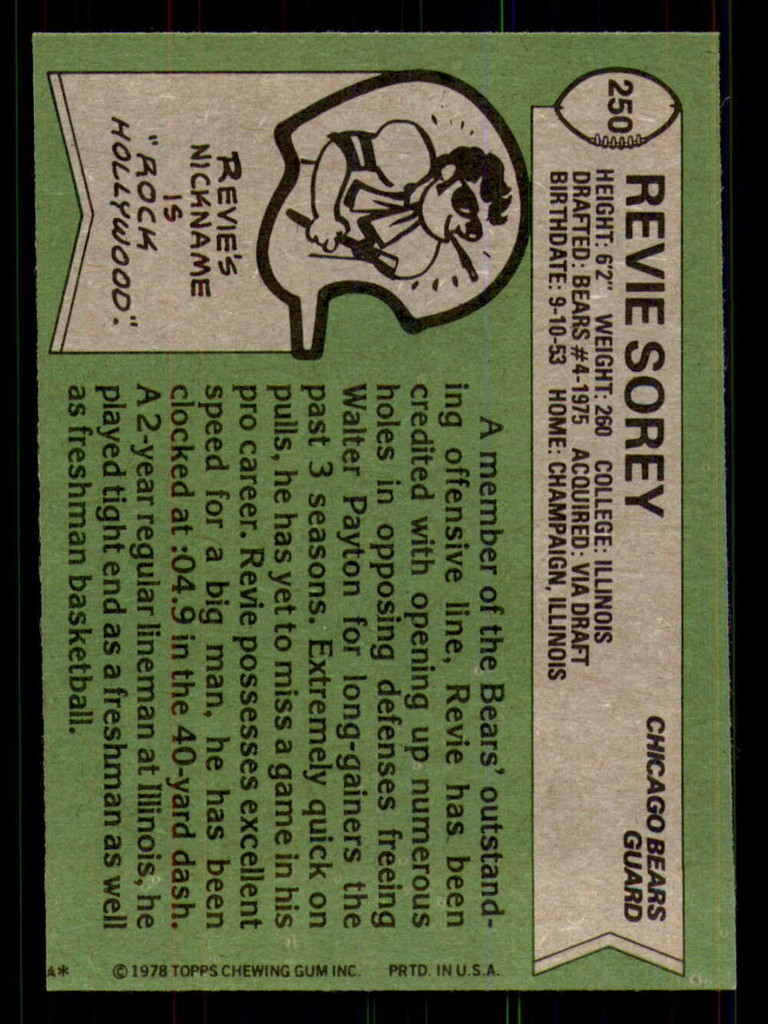 250
REVIE SOREY
CHICAGO BEARS
GUARD
HEIGHT: 6'2" WEIGHT: 260 COLLEGE: ILLINOIS
DRAFTED: BEARS #4-1975 ACQUIRED: VIA DRAFT
BIRTHDATE: 9-10-53 HOME: CHAMPAIGN, ILLINOIS
REVIE'S
NICKNAME
IS
"ROCK
HOLLYWOOD."
A member of the Bears' outstand-
ing offensive line, Revie has been
credited with opening up numerous
holes in opposing defenses freeing
Walter Payton for long-gainers the
past 3 seasons. Extremely quick on
pulls, he has yet to miss a game in his
pro career. Revie possesses excellent
speed for a big man, he has been
clocked at :04.9 in the 40-yard dash.
A 2-year regular lineman at Illinois, he
played tight end as a freshman as well
as freshman basketball.
A* © 1978 TOPPS CHEWING GUM INC. PRTD. IN U.S.A.